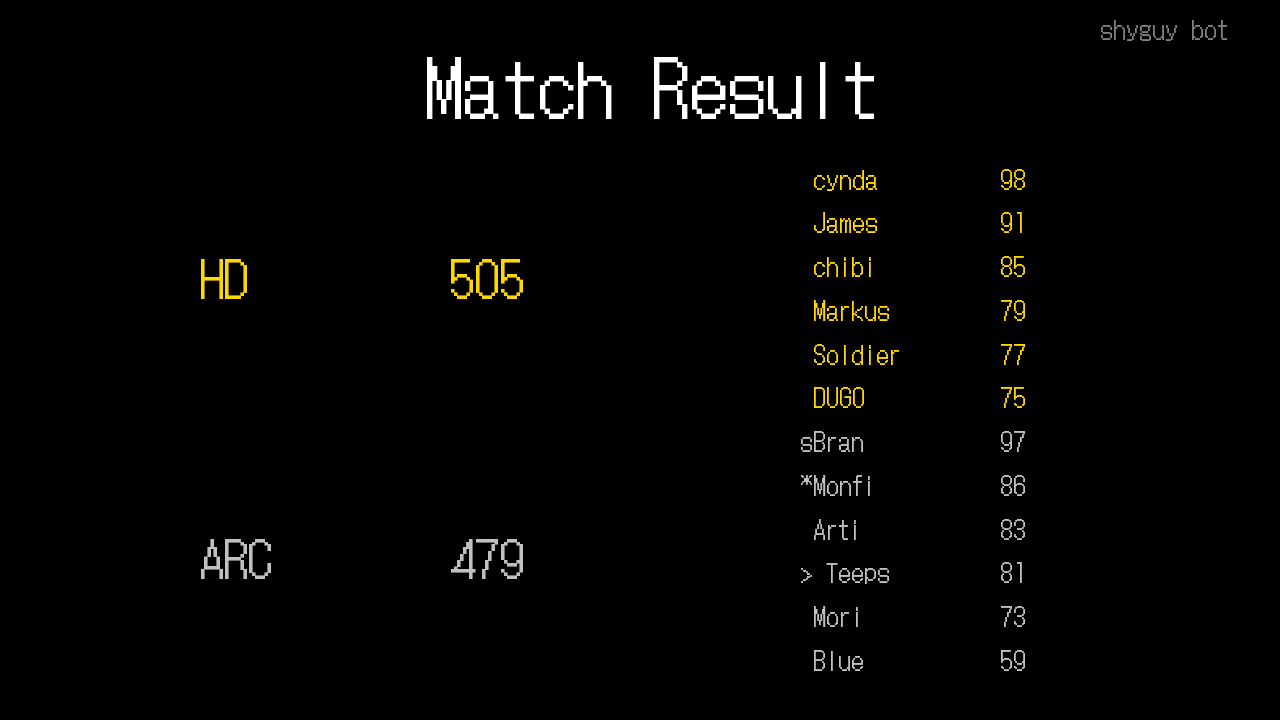 shyguy bot
Match Result
HD 505
ARC 479
cynda 98
James 91
chibi 85
Markus 79
Soldier 77
DUGO 75
sBran 97
*Monfi 86
Arti 83
> Teeps 81
Mori 73
Blue 59